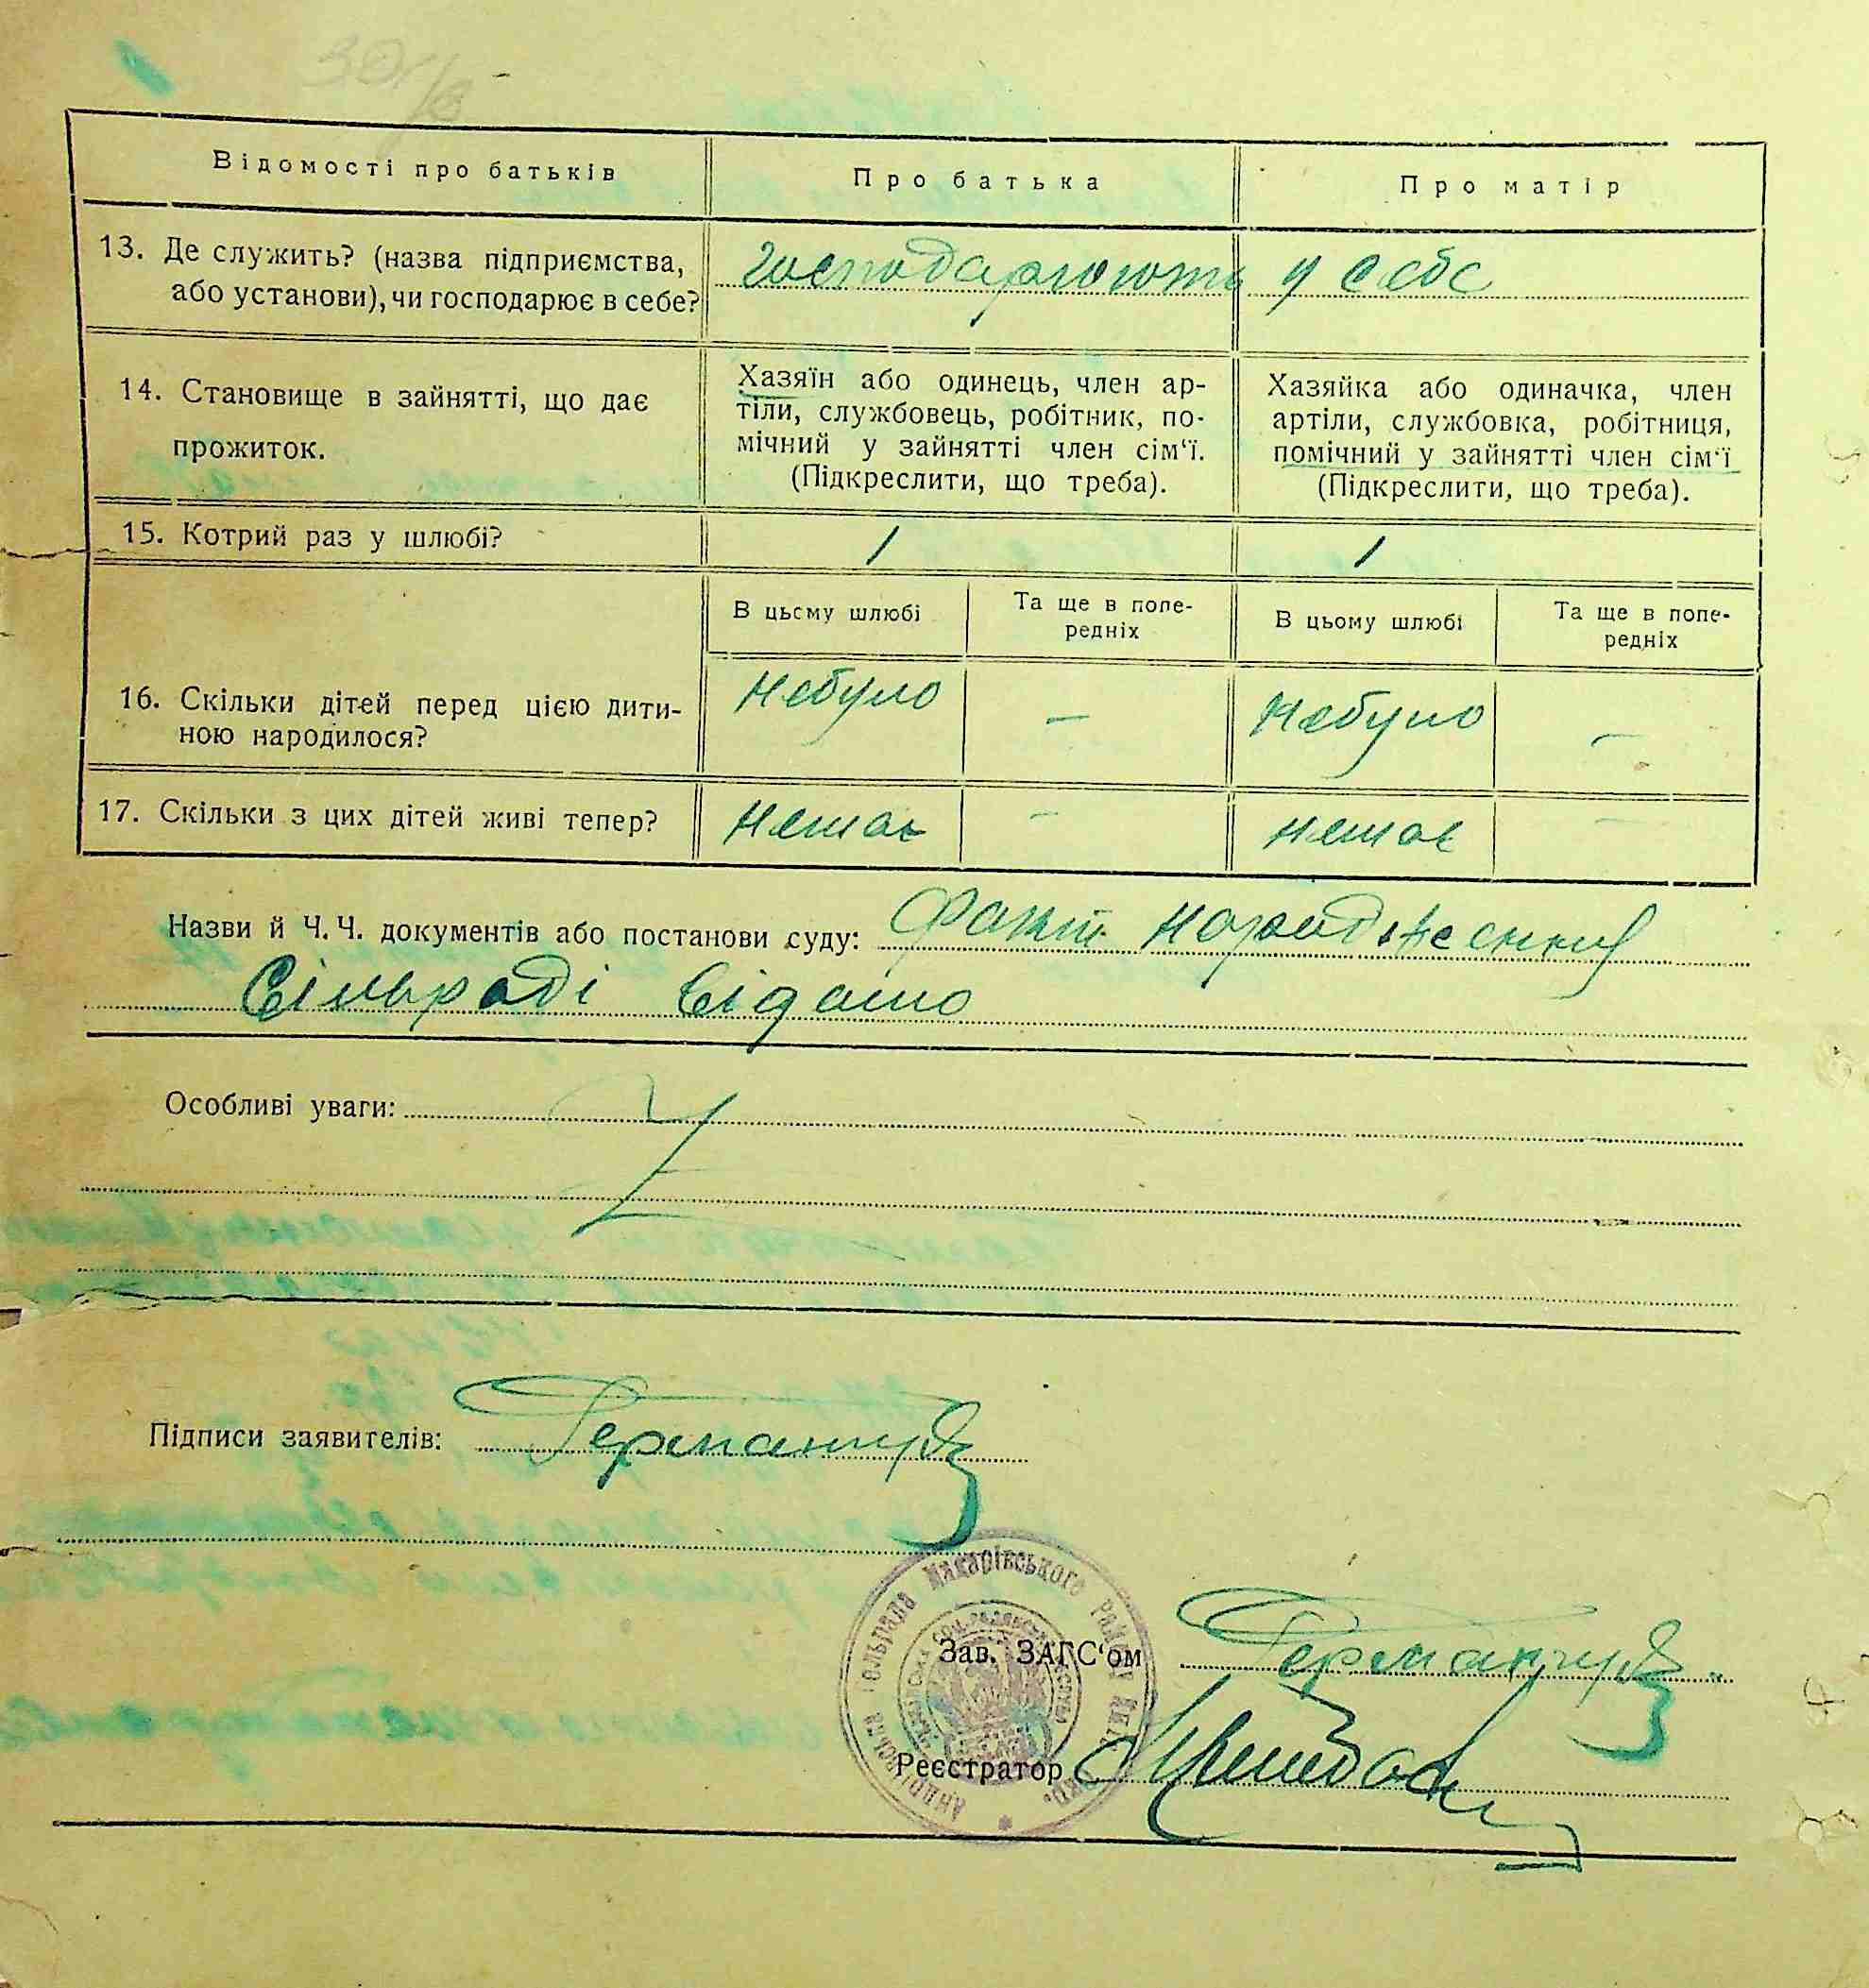 Відомості про батьків
Про батька
Про матір
13. Де служить? (назва підприємства,
або установи), чи господарює в себе?
господарюють у себе
14. Становище в зайнятті, що дає
прожиток.
Хазяїн або одинець, член ар-
тіли, службовець, робітник, по-
мічний у зайнятті член сім‘ї.
(Підкреслити, що треба).
Хазяйка або одиначка, член
артіли, службовка, робітниця,
помічний у зайнятті член сім‘ї
(Підкреслити, що треба).
15. Котрий раз у шлюбі?
1
1
В цьому шлюбі
Та ще в попе-
редніх
В цьому шлюбі
Та ще в попе-
редніх
16. Скільки дітей перед цією дити-
ною народилося?
Небуло
—
Небуло
—
17. Скільки з цих дітей живі тепер?
немає
—
немає
—
Назви й Ч. Ч. документів або постанови суду: Факт народження
Сільраді відомо
Особливі уваги:
Підписи заявителів:
Макарівського району
Зав. ЗАГС‘ом
Реєстратор